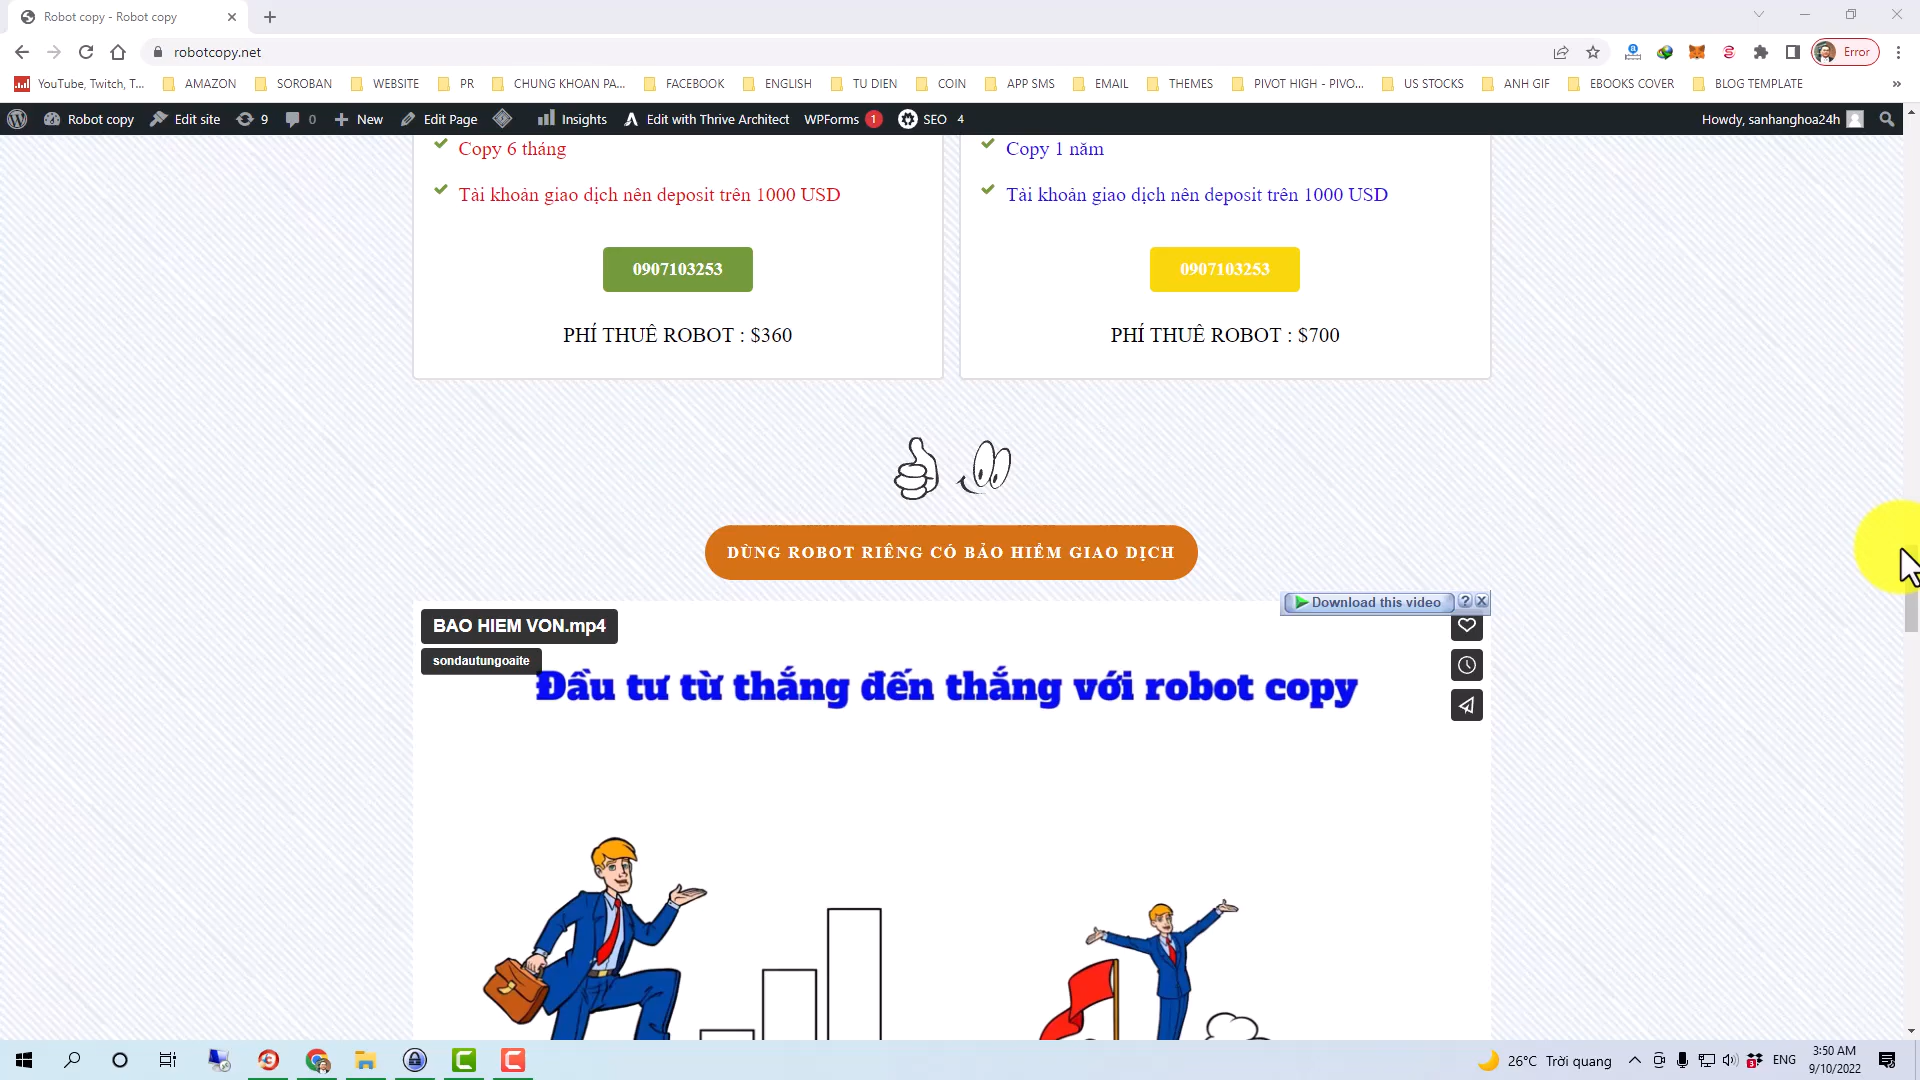 Robot copy - Robot copy
robotcopy.net
Error
YouTube, Twitch, T...
AMAZON
SOROBAN
WEBSITE
PR
CHUNG KHOAN PA...
FACEBOOK
ENGLISH
TU DIEN
COIN
APP SMS
EMAIL
THEMES
PIVOT HIGH - PIVO...
US STOCKS
ANH GIF
EBOOKS COVER
BLOG TEMPLATE
»
Robot copy
Edit site
9
0
New
Edit Page
Insights
Edit with Thrive Architect
WPForms 1
SEO 4
Howdy, sanhanghoa24h
Copy 6 tháng
Tài khoản giao dịch nên deposit trên 1000 USD
0907103253
PHÍ THUÊ ROBOT : $360
Copy 1 năm
Tài khoản giao dịch nên deposit trên 1000 USD
0907103253
PHÍ THUÊ ROBOT : $700
DÙNG ROBOT RIÊNG CÓ BẢO HIỂM GIAO DỊCH
Download this video
?
BAO HIEM VON.mp4
sondautungoaite
Đầu tư từ thắng đến thắng với robot copy
26°C Trời quang
ENG
3:50 AM
9/10/2022